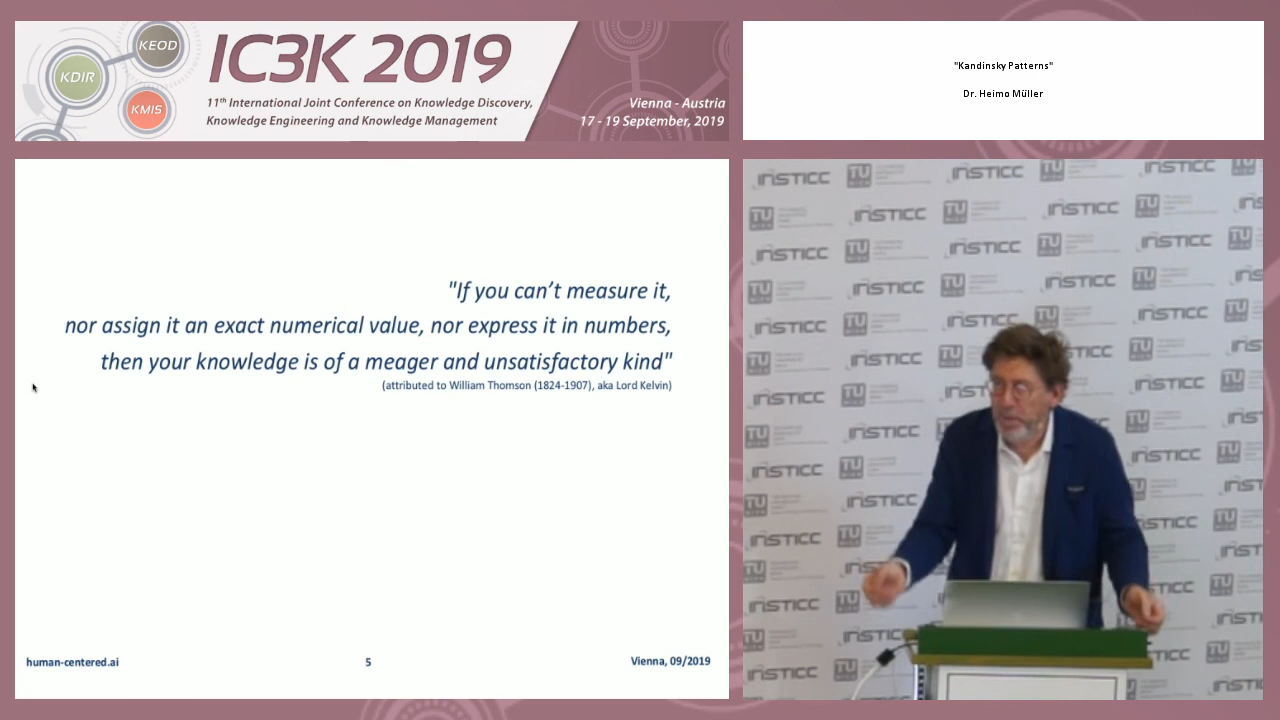 KEOD
KDIR
KMIS
IC3K 2019
11th International Joint Conference on Knowledge Discovery,
Knowledge Engineering and Knowledge Management
Vienna - Austria
17 - 19 September, 2019
"Kandinsky Patterns"
Dr. Heimo Müller
"If you can't measure it,
nor assign it an exact numerical value, nor express it in numbers,
then your knowledge is of a meager and unsatisfactory kind"
(attributed to William Thomson (1824-1907), aka Lord Kelvin)
human-centered.ai
5
Vienna, 09/2019
INSTICC
TU
WIEN